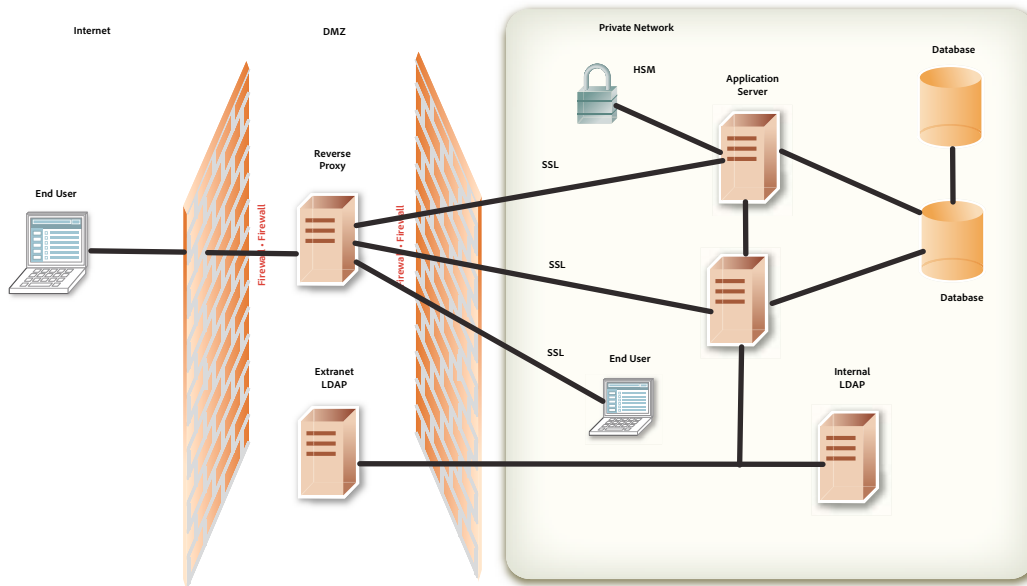 Internet
DMZ
Private Network
Database
HSM
Application
Server
Reverse
Proxy
SSL
End User
Firewall • Firewall
Firewall • Firewall
SSL
Database
SSL
End User
Extranet
LDAP
Internal
LDAP